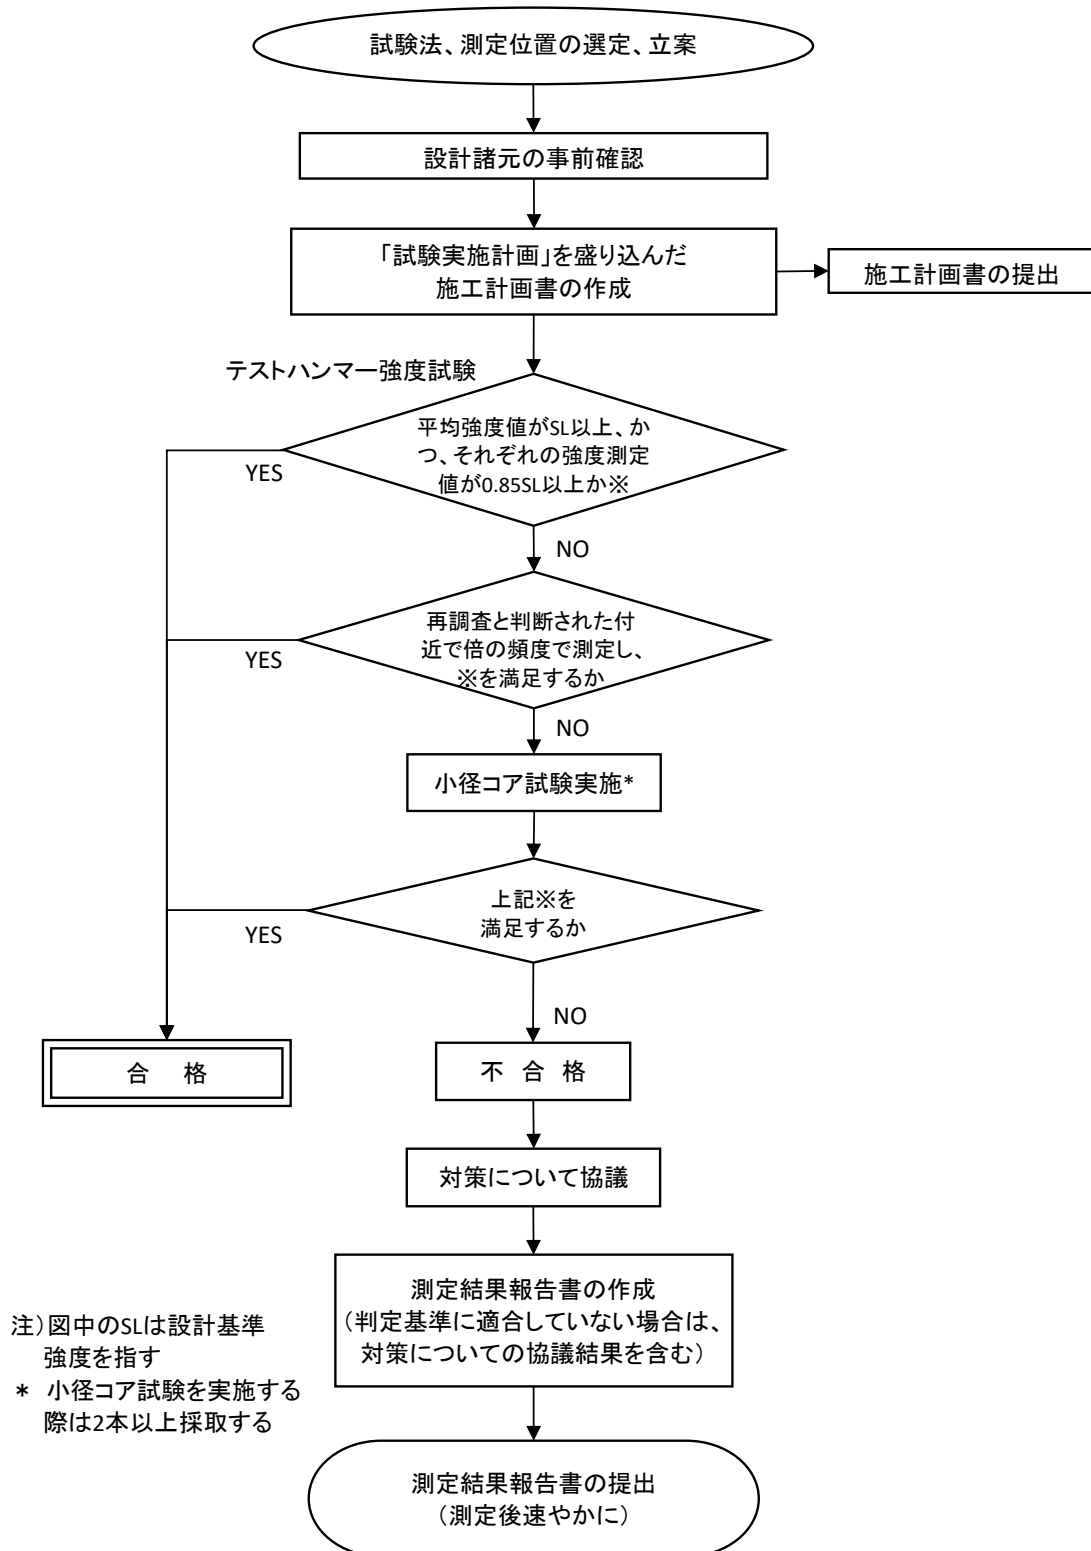 試験法、測定位置の選定、立案
設計諸元の事前確認
「試験実施計画」を盛り込んだ
施工計画書の作成
施工計画書の提出
テストハンマー強度試験
平均強度値がSL以上、か
つ、それぞれの強度測定
値が0.85SL以上か※
YES
NO
再調査と判断された付
近で倍の頻度で測定し、
※を満足するか
YES
NO
小径コア試験実施*
上記※を
満足するか
YES
NO
合 格
不 合 格
対策について協議
測定結果報告書の作成
（判定基準に適合していない場合は、
対策についての協議結果を含む）
注）図中のSLは設計基準
強度を指す
* 小径コア試験を実施する
際は2本以上採取する
測定結果報告書の提出
（測定後速やかに）